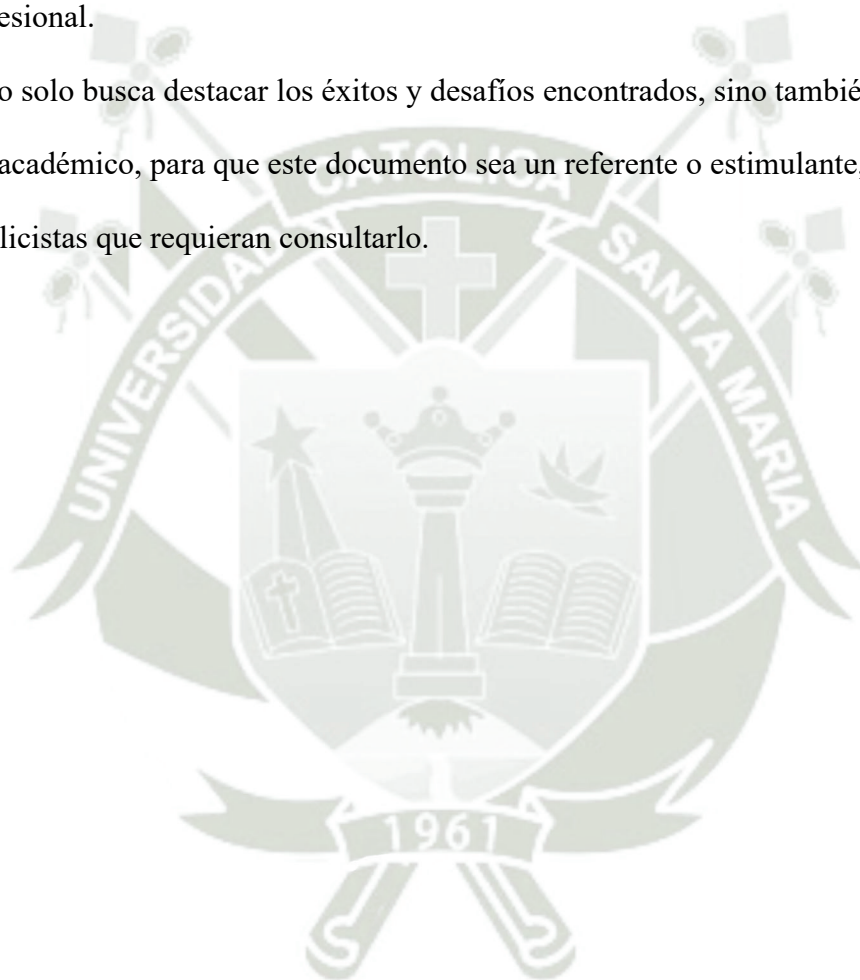 esional.
o solo busca destacar los éxitos y desafíos encontrados, sino tambié
académico, para que este documento sea un referente o estimulante,
licistas que requieran consultarlo.
UNIVERSIDAD CATOLICA SANTA MARIA
1961